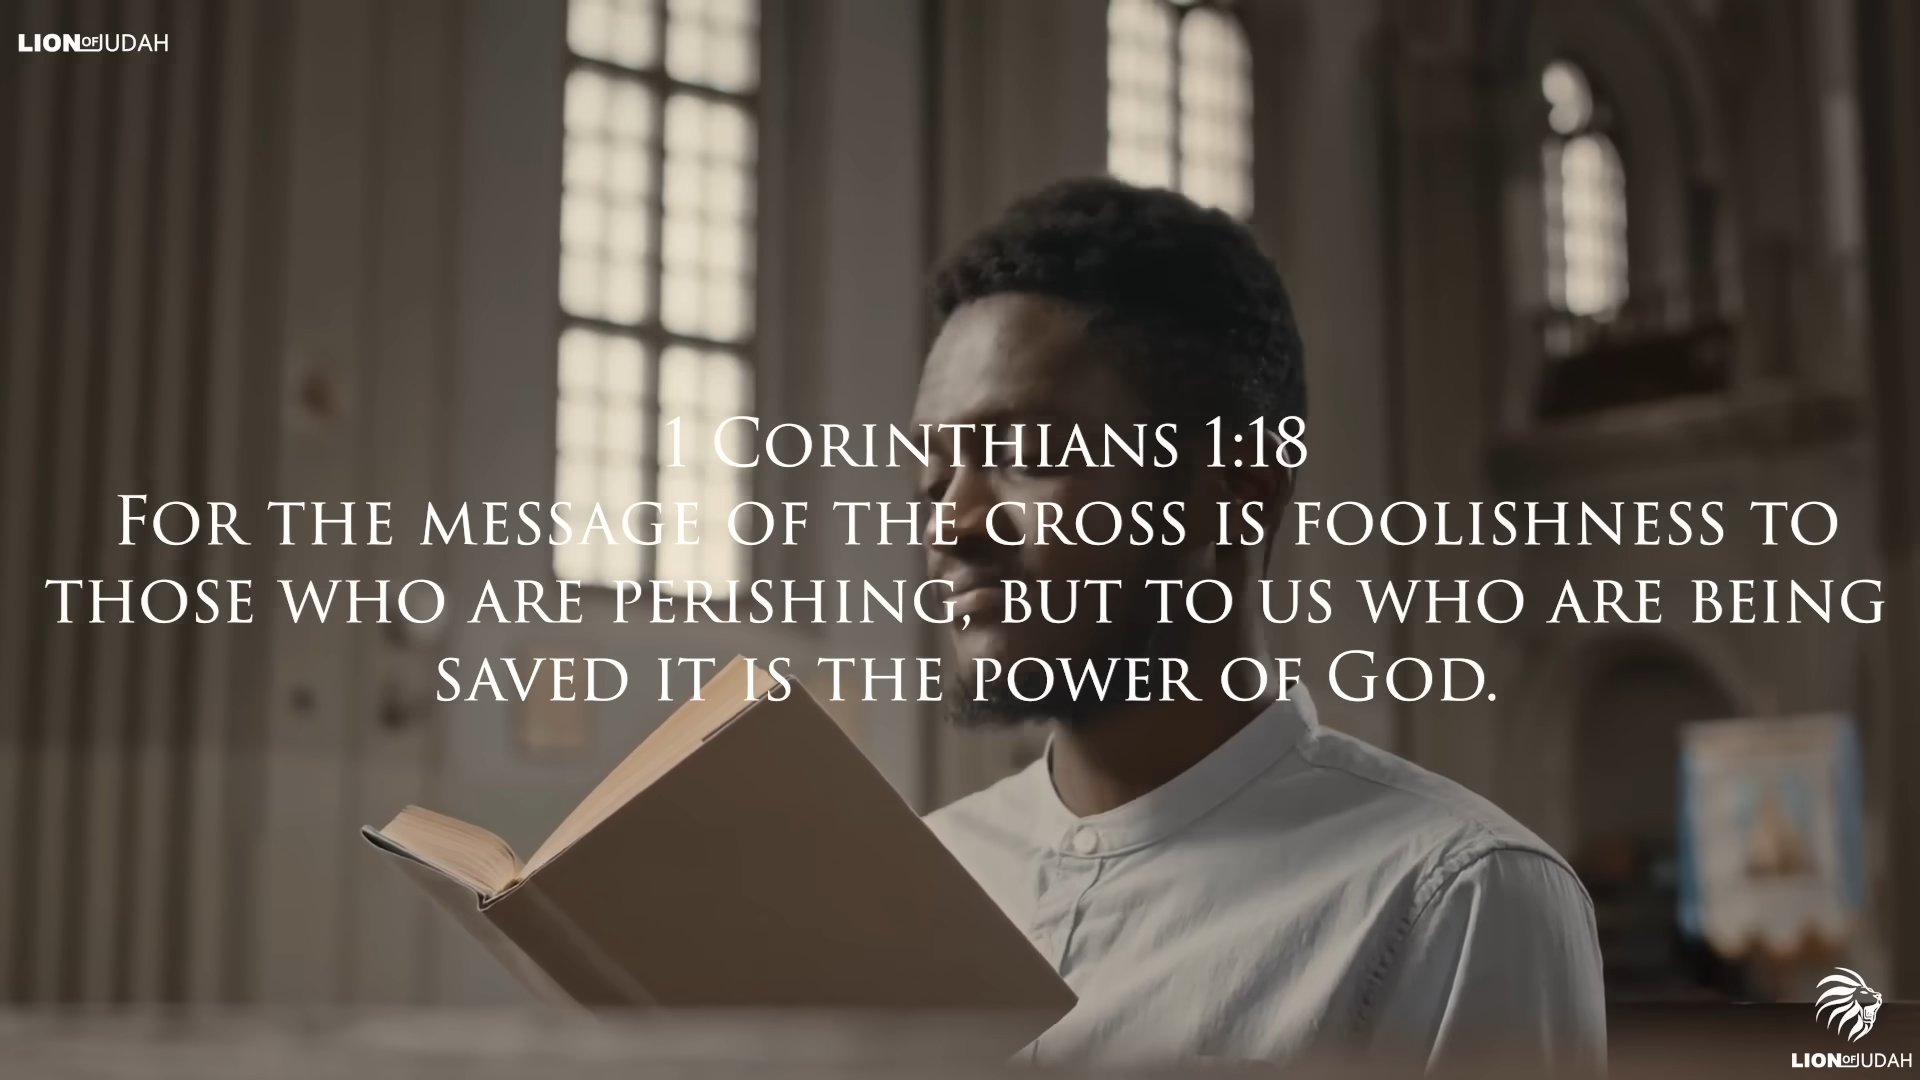 LION OF JUDAH
1 Corinthians 1:18
For the message of the cross is foolishness to
those who are perishing, but to us who are being
saved it is the power of God.
LION OF JUDAH